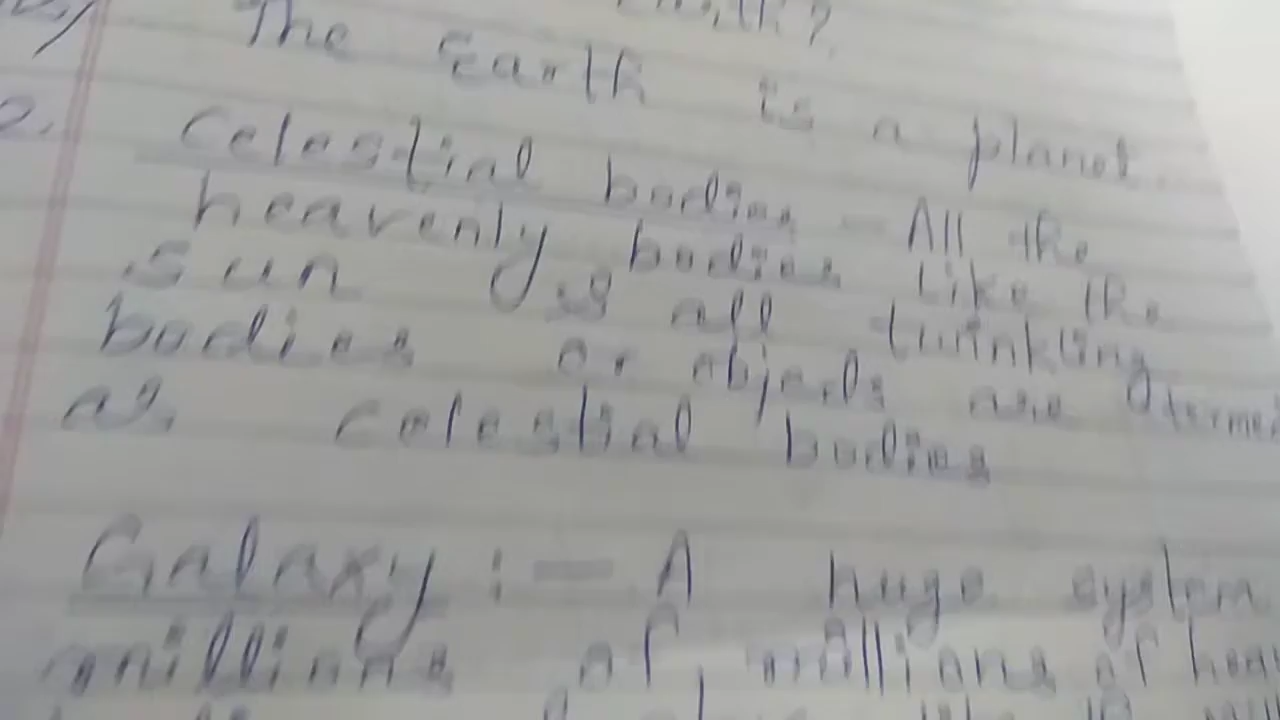 The Earth is a planet.
2.
Celestial bodies - All the
heavenly bodies like the
sun & all twinkling
bodies or objects are termed
as celestial bodies
Galaxy :- A huge system
millions of millions of